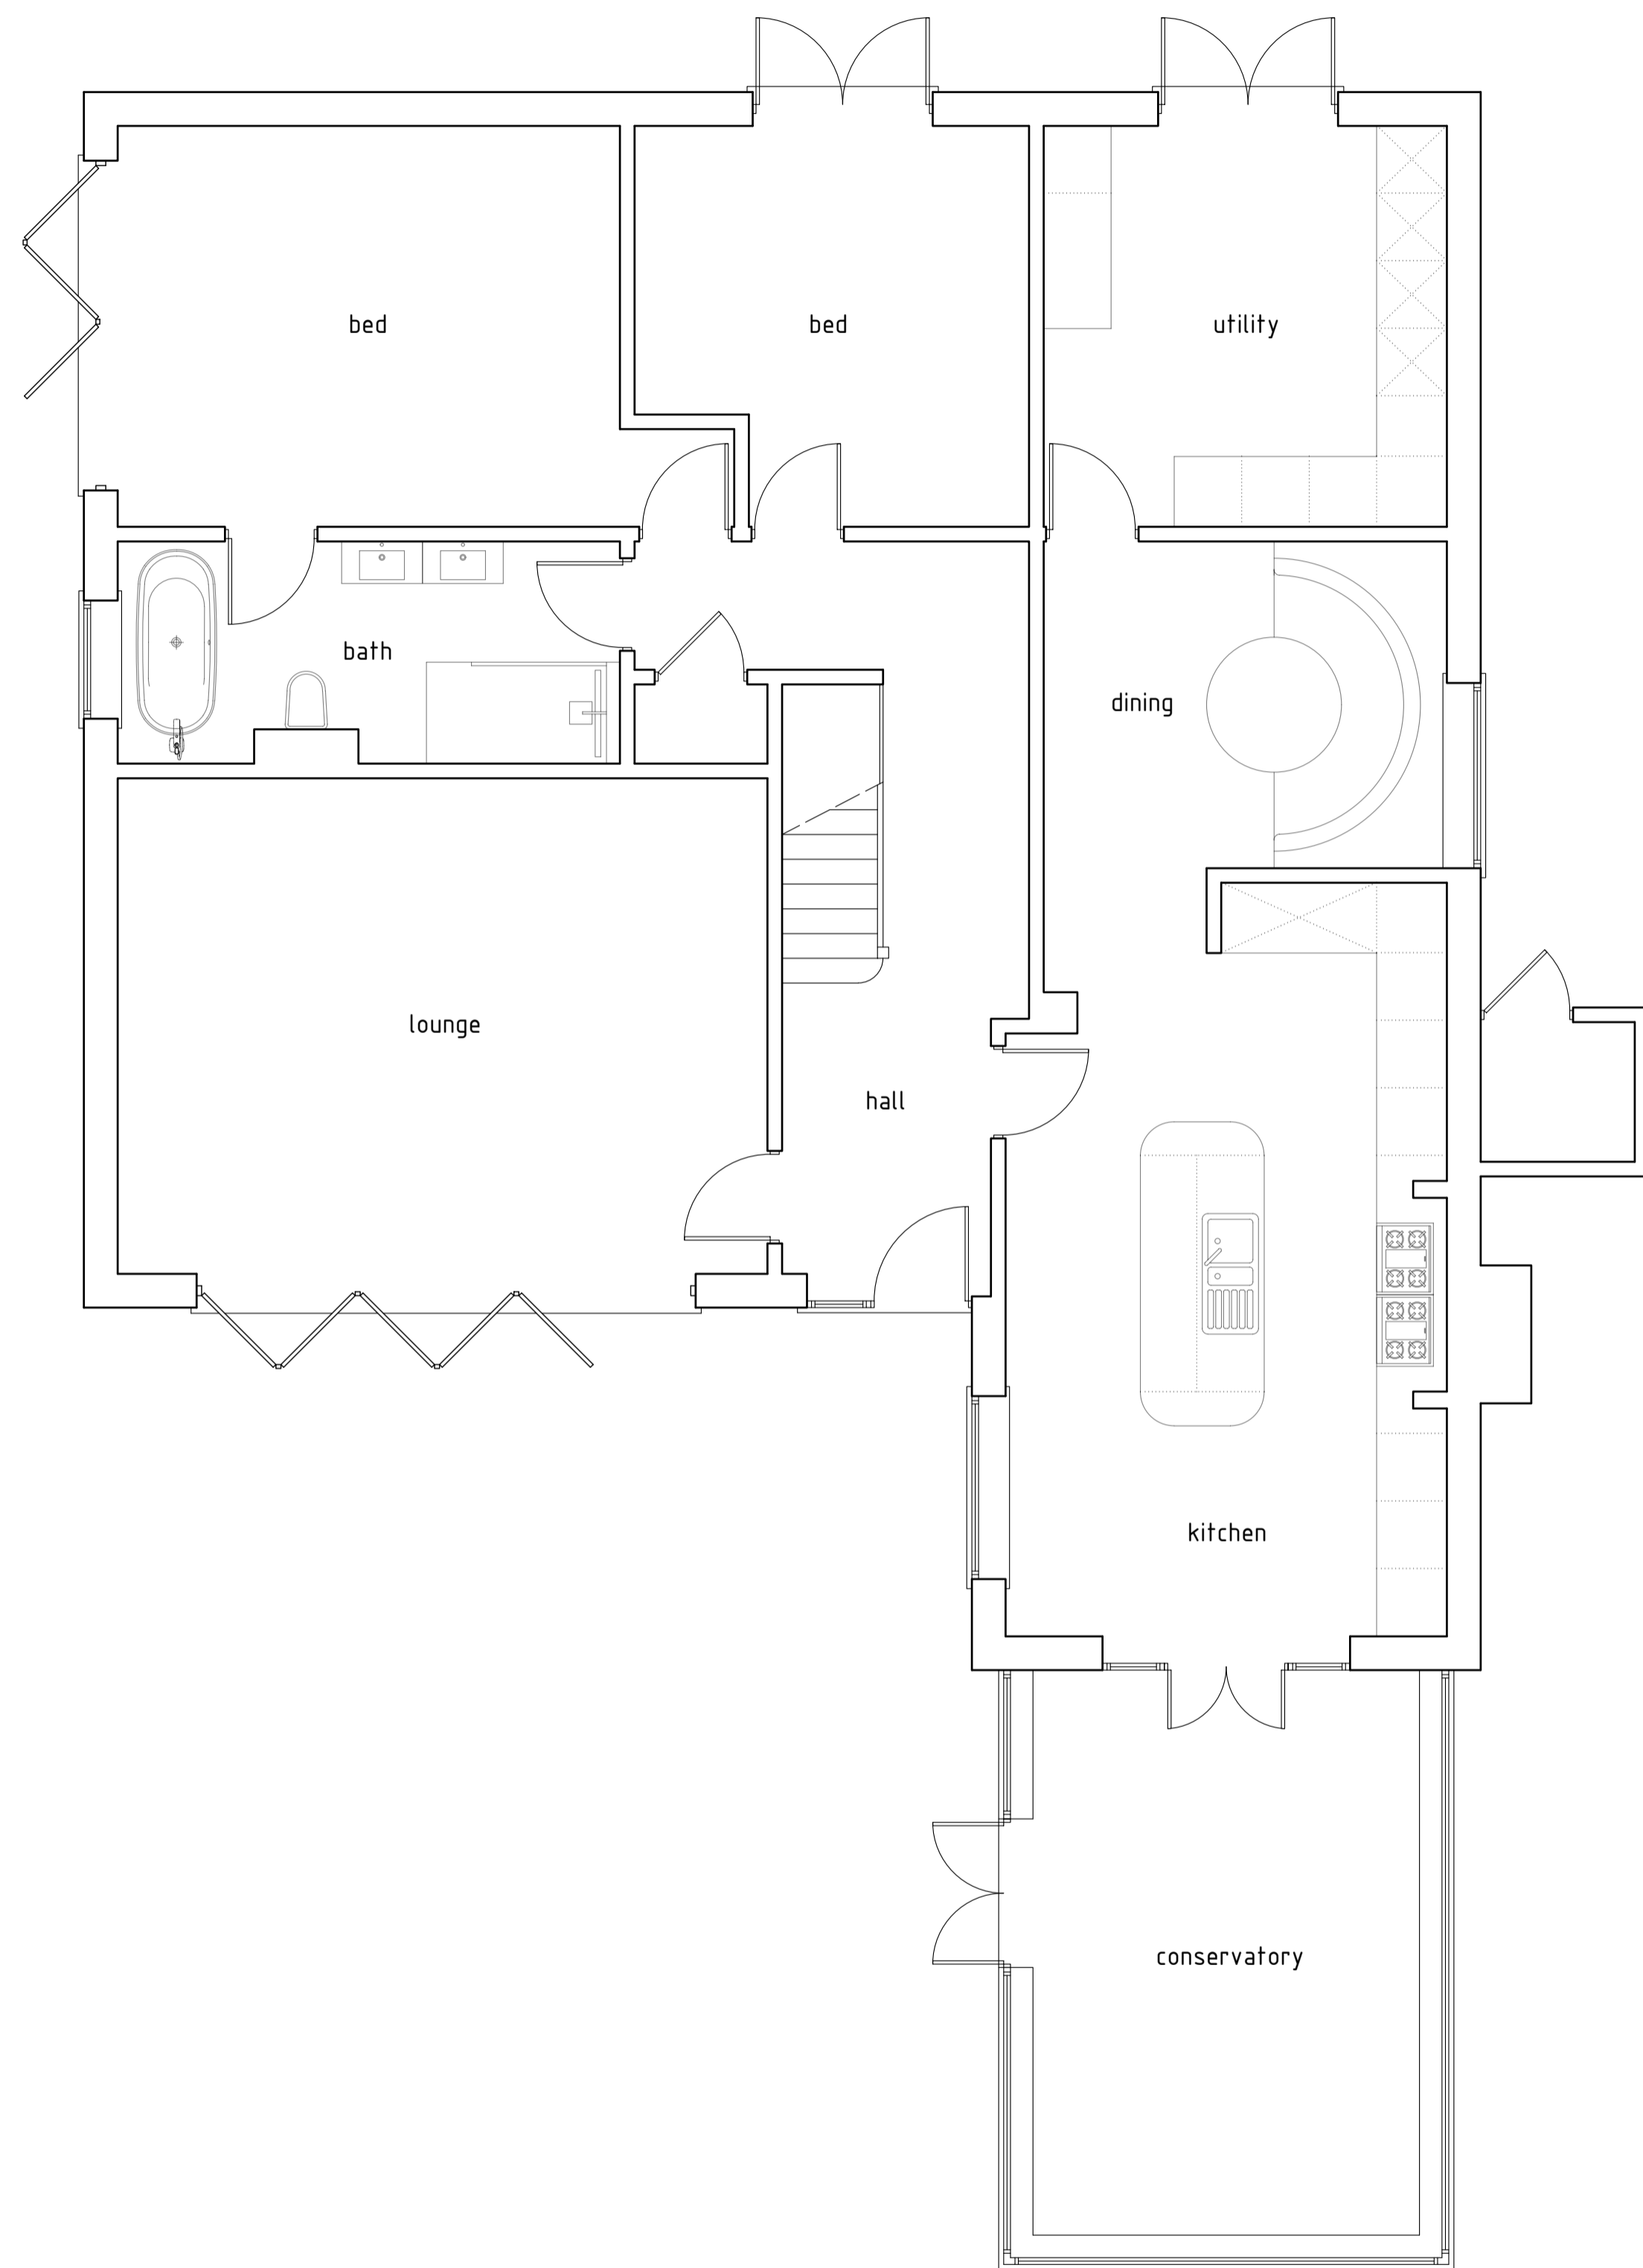 bed
bed
utility
bath
dining
lounge
hall
kitchen
conservatory